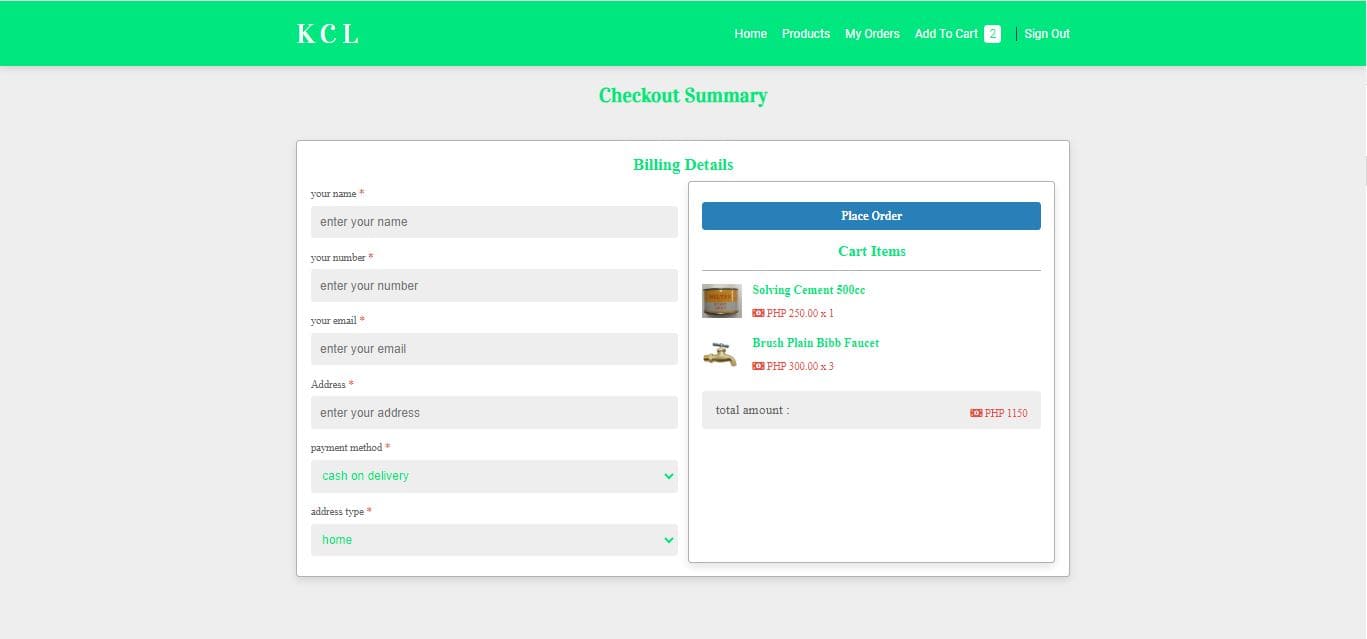 K C L
Home Products My Orders Add To Cart 2 Sign Out
Checkout Summary
Billing Details
your name *
enter your name
your number *
enter your number
your email *
enter your email
Address *
enter your address
payment method *
cash on delivery
address type *
home
Place Order
Cart Items
Solving Cement 500cc
PHP 250.00 x 1
Brush Plain Bibb Faucet
PHP 300.00 x 3
total amount :
PHP 1150